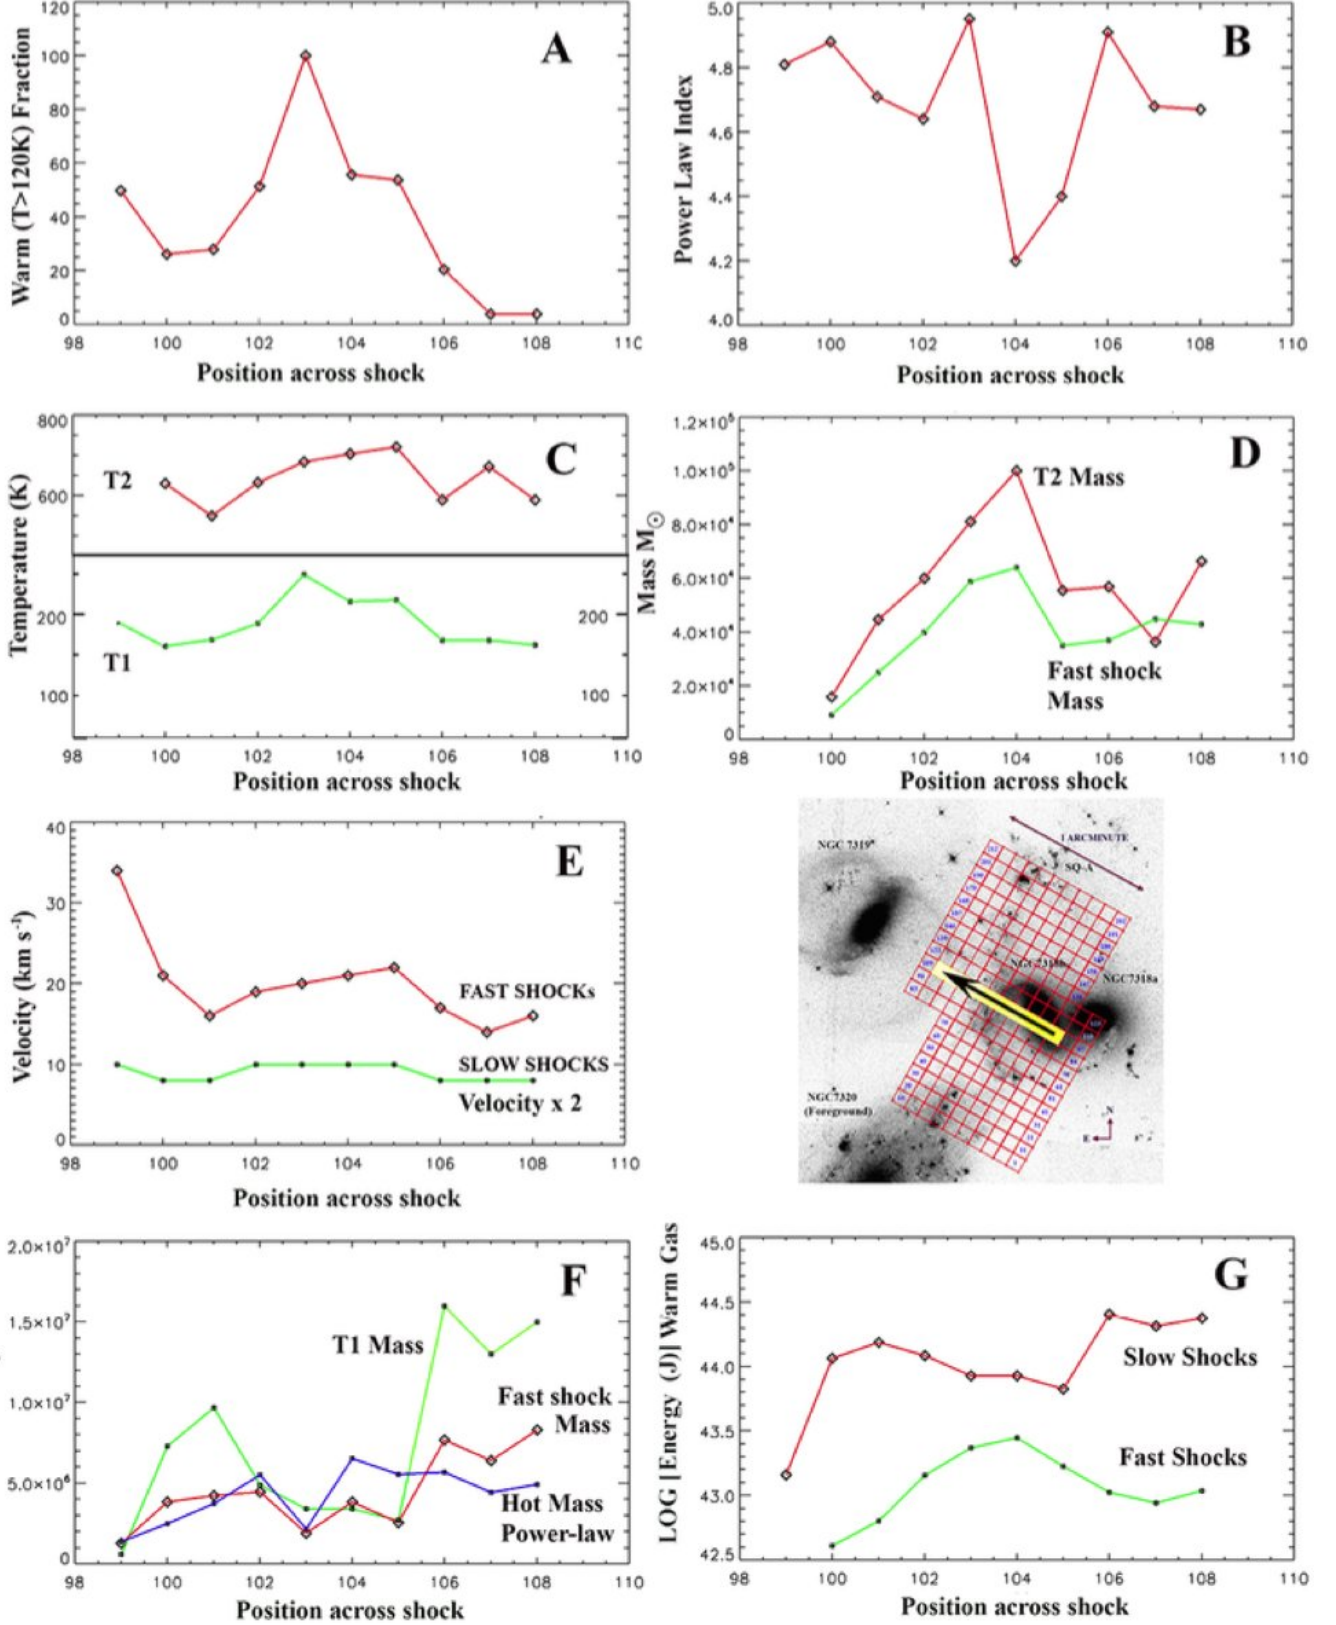 120
100
80
60
40
20
0
Warm (T>120K) Fraction
A
98 100 102 104 106 108 110
Position across shock
5.0
4.8
4.6
4.4
4.2
4.0
Power Law Index
B
98 100 102 104 106 108 110
Position across shock
800
600
200
100
Temperature (K)
C
T2
T1
200
100
98 100 102 104 106 108 110
Position across shock
1.2×10⁵
1.0×10⁵
8.0×10⁴
6.0×10⁴
4.0×10⁴
2.0×10⁴
0
Mass M⊙
D
T2 Mass
Fast shock
Mass
98 100 102 104 106 108 110
Position across shock
40
30
20
10
0
Velocity (km s⁻¹)
E
FAST SHOCKs
SLOW SHOCKS
Velocity x 2
98 100 102 104 106 108 110
Position across shock
1 ARCMINUTE
NGC 7319
SQ-A
NGC7318b
NGC7318a
NGC7320
(Foreground)
N
E
2.0×10⁷
1.5×10⁷
1.0×10⁷
5.0×10⁶
0
F
T1 Mass
Fast shock
Mass
Hot Mass
Power-law
98 100 102 104 106 108 110
Position across shock
45.0
44.5
44.0
43.5
43.0
42.5
LOG [Energy (J)] Warm Gas
G
Slow Shocks
Fast Shocks
98 100 102 104 106 108 110
Position across shock